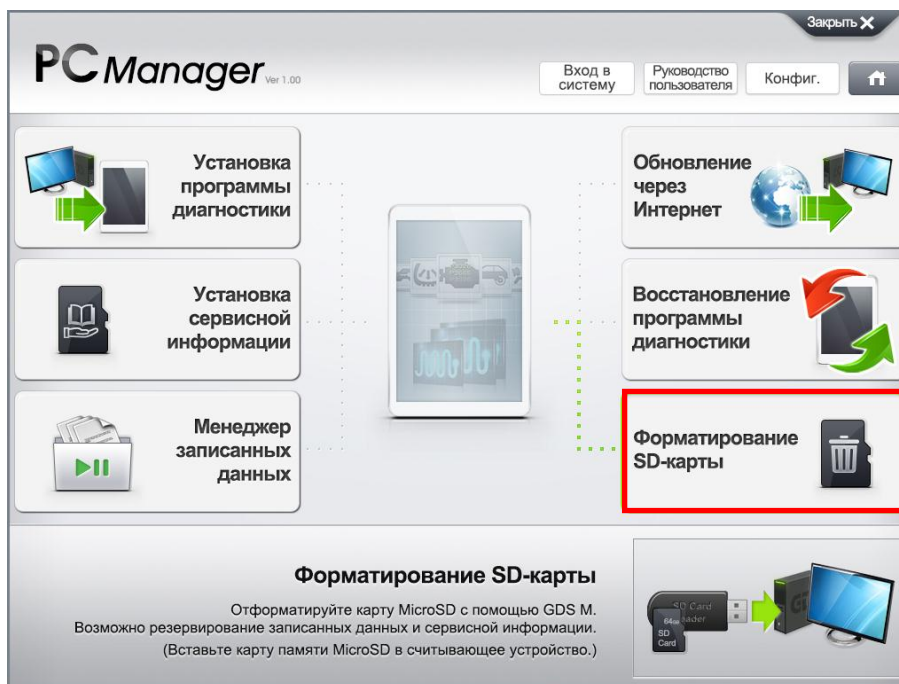 Закрыть X
PC Manager Ver 1.00
Вход в
систему
Руководство
пользователя
Конфиг.
Установка
программы
диагностики
Обновление
через
Интернет
Установка
сервисной
информации
Восстановление
программы
диагностики
Менеджер
записанных
данных
Форматирование
SD-карты
Форматирование SD-карты
Отформатируйте карту MicroSD с помощью GDS M.
Возможно резервирование записанных данных и сервисной информации.
(Вставьте карту памяти MicroSD в считывающее устройство.)
SD Card
64GB
SD
Card